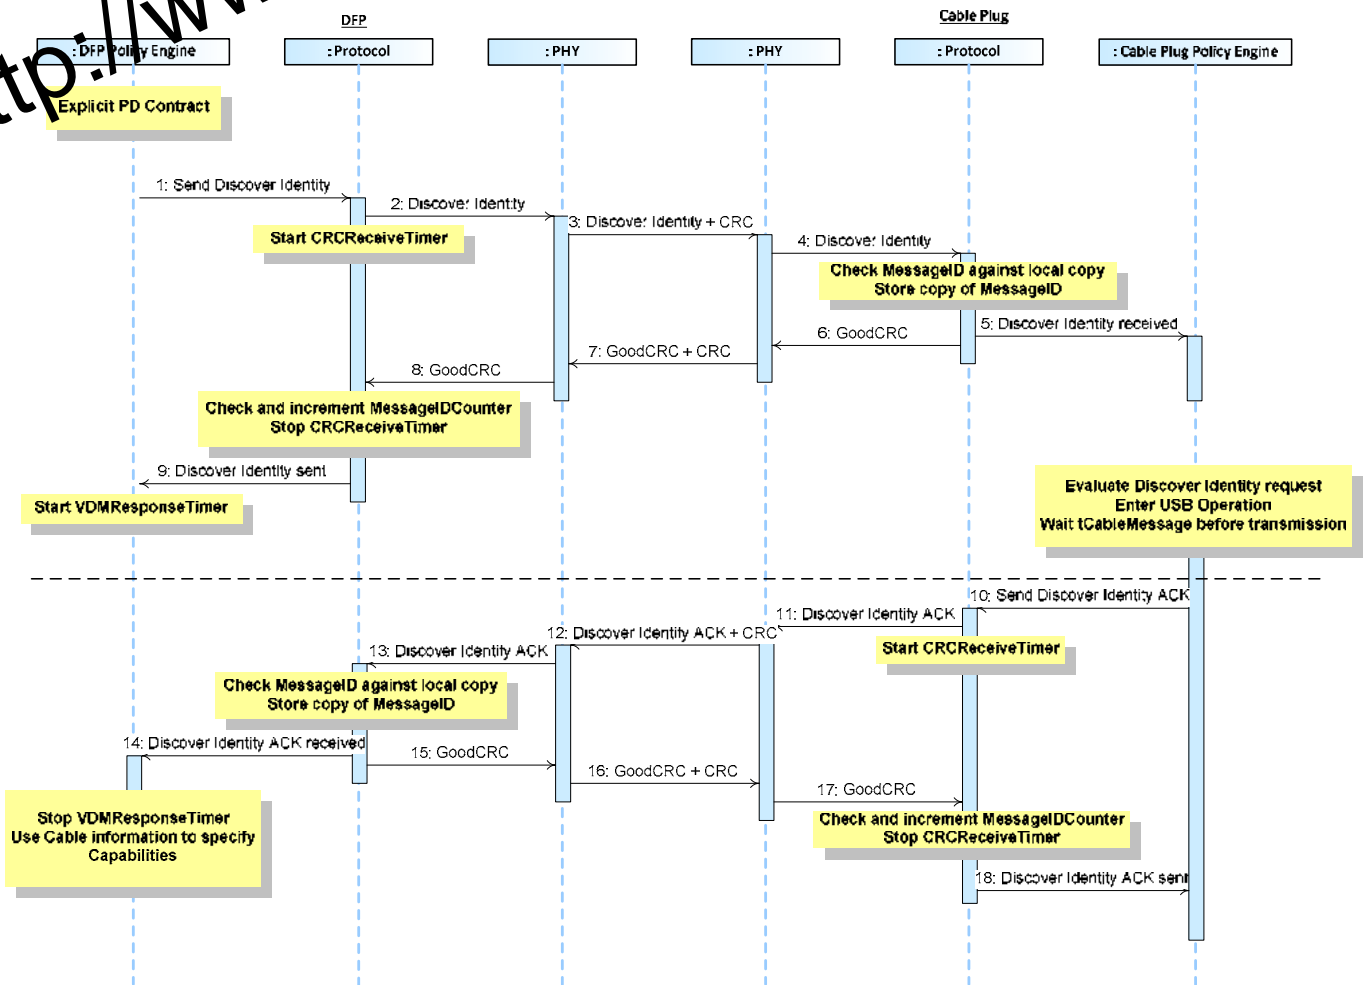 DFP
Cable Plug
: DFP Policy Engine
: Protocol
: PHY
: PHY
: Protocol
: Cable Plug Policy Engine
ttp://ww
Explicit PD Contract
1: Send Discover Identity
2: Discover Identity
3: Discover Identity + CRC
Start CRCReceiveTimer
4: Discover Identity
Check MessageID against local copy
Store copy of MessageID
5: Discover Identity received
6: GoodCRC
7: GoodCRC + CRC
8: GoodCRC
Check and increment MessageIDCounter
Stop CRCReceiveTimer
9: Discover Identity sent
Start VDMResponseTimer
Evaluate Discover Identity request
Enter USB Operation
Wait tCableMessage before transmission
10: Send Discover Identity ACK
11: Discover Identity ACK
12: Discover Identity ACK + CRC
Start CRCReceiveTimer
13: Discover Identity ACK
Check MessageID against local copy
Store copy of MessageID
14: Discover Identity ACK received
15: GoodCRC
16: GoodCRC + CRC
17: GoodCRC
Stop VDMResponseTimer
Use Cable information to specify
Capabilities
Check and increment MessageIDCounter
Stop CRCReceiveTimer
18: Discover Identity ACK sent